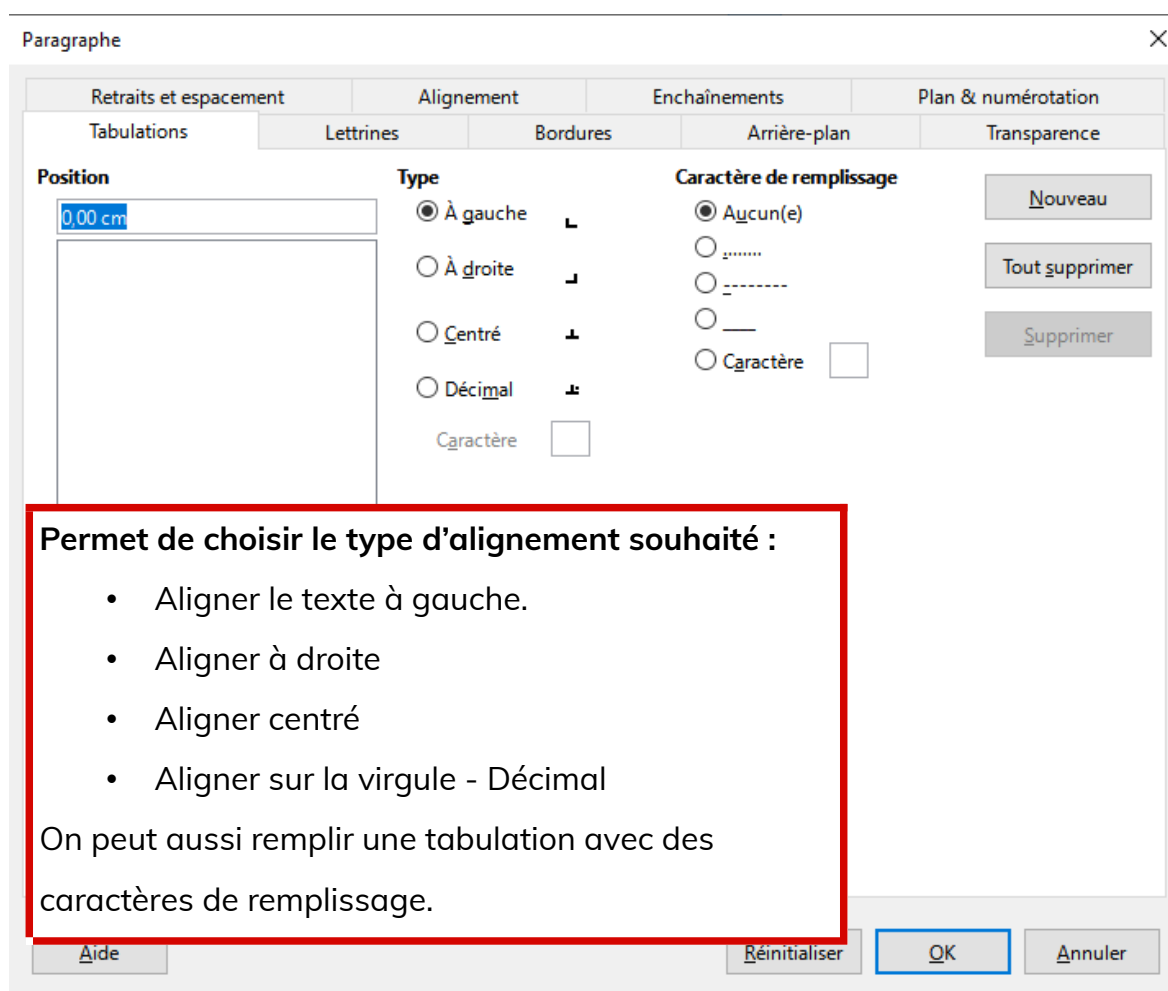 Paragraphe
Retraits et espacement Alignement Enchaînements Plan & numérotation
Tabulations Lettrines Bordures Arrière-plan Transparence
Position Type Caractère de remplissage
0,00 cm
À gauche
À droite
Centré
Décimal
Caractère
Aucun(e)
........
--------
___
Caractère
Nouveau
Tout supprimer
Supprimer
Permet de choisir le type d’alignement souhaité :
• Aligner le texte à gauche.
• Aligner à droite
• Aligner centré
• Aligner sur la virgule - Décimal
On peut aussi remplir une tabulation avec des
caractères de remplissage.
Aide Réinitialiser OK Annuler